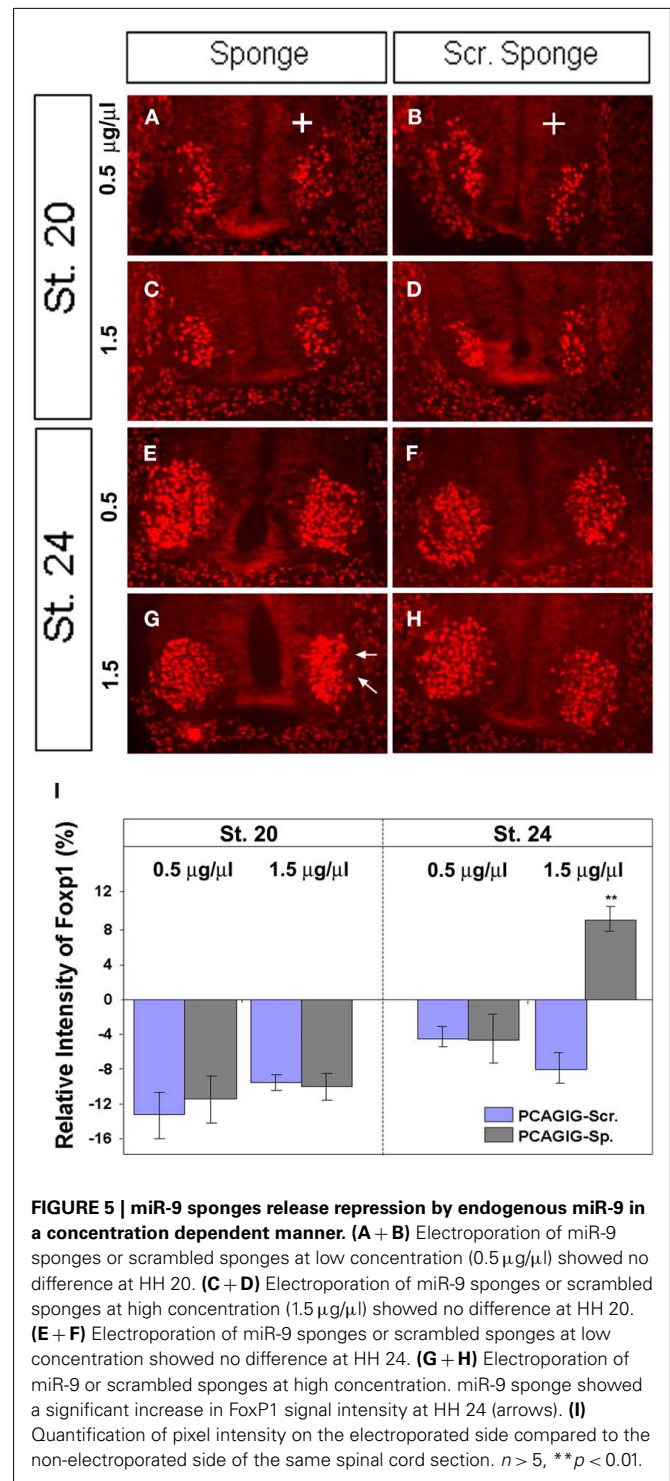 Sponge
Scr. Sponge
St. 20
0.5 µg/µl
A
+
B
+
1.5
C
D
St. 24
0.5
E
F
1.5
G
H
I
St. 20
St. 24
0.5 µg/µl
1.5 µg/µl
0.5 µg/µl
1.5 µg/µl
Relative Intensity of Foxp1 (%)
12
8
4
0
-4
-8
-12
-16
**
PCAGIG-Scr.
PCAGIG-Sp.
FIGURE 5 | miR-9 sponges release repression by endogenous miR-9 in
a concentration dependent manner. (A + B) Electroporation of miR-9
sponges or scrambled sponges at low concentration (0.5 µg/µl) showed no
difference at HH 20. (C + D) Electroporation of miR-9 sponges or scrambled
sponges at high concentration (1.5 µg/µl) showed no difference at HH 20.
(E + F) Electroporation of miR-9 sponges or scrambled sponges at low
concentration showed no difference at HH 24. (G + H) Electroporation of
miR-9 or scrambled sponges at high concentration. miR-9 sponge showed
a significant increase in FoxP1 signal intensity at HH 24 (arrows). (I)
Quantification of pixel intensity on the electroporated side compared to the
non-electroporated side of the same spinal cord section. n > 5, **p < 0.01.